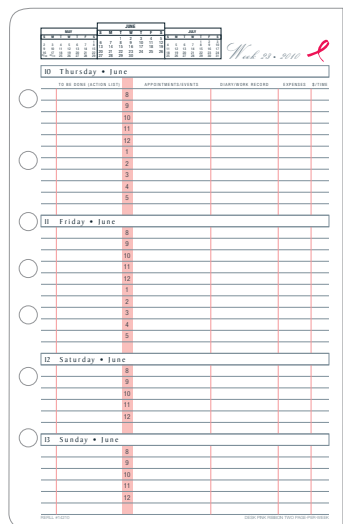 MAY
JUNE
JULY
S M T W T F S
S M T W T F S
S M T W T F S
Week 23 • 2010
10 Thursday • June
TO BE DONE (ACTION LIST) APPOINTMENTS/EVENTS DIARY/WORK RECORD EXPENSES $/TIME
8
9
10
11
12
1
2
3
4
5
11 Friday • June
8
9
10
11
12
1
2
3
4
5
12 Saturday • June
8
9
10
11
12
13 Sunday • June
8
9
10
11
12